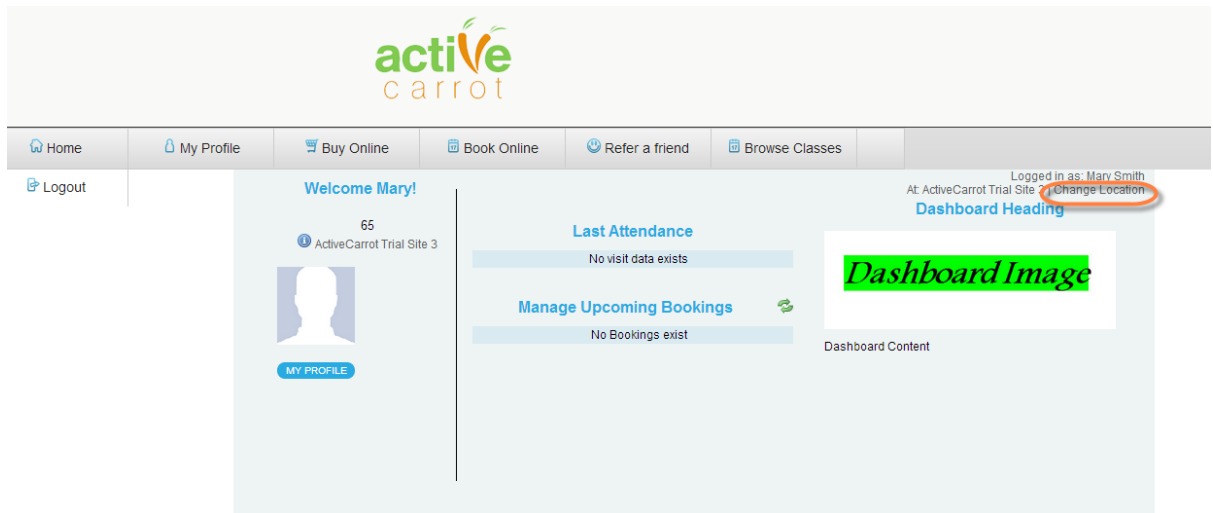 active
carrot
Home
My Profile
Buy Online
Book Online
Refer a friend
Browse Classes
Logout
Welcome Mary!
65
ActiveCarrot Trial Site 3
MY PROFILE
Last Attendance
No visit data exists
Manage Upcoming Bookings
No Bookings exist
Logged in as: Mary Smith
At: ActiveCarrot Trial Site 3 | Change Location
Dashboard Heading
Dashboard Image
Dashboard Content